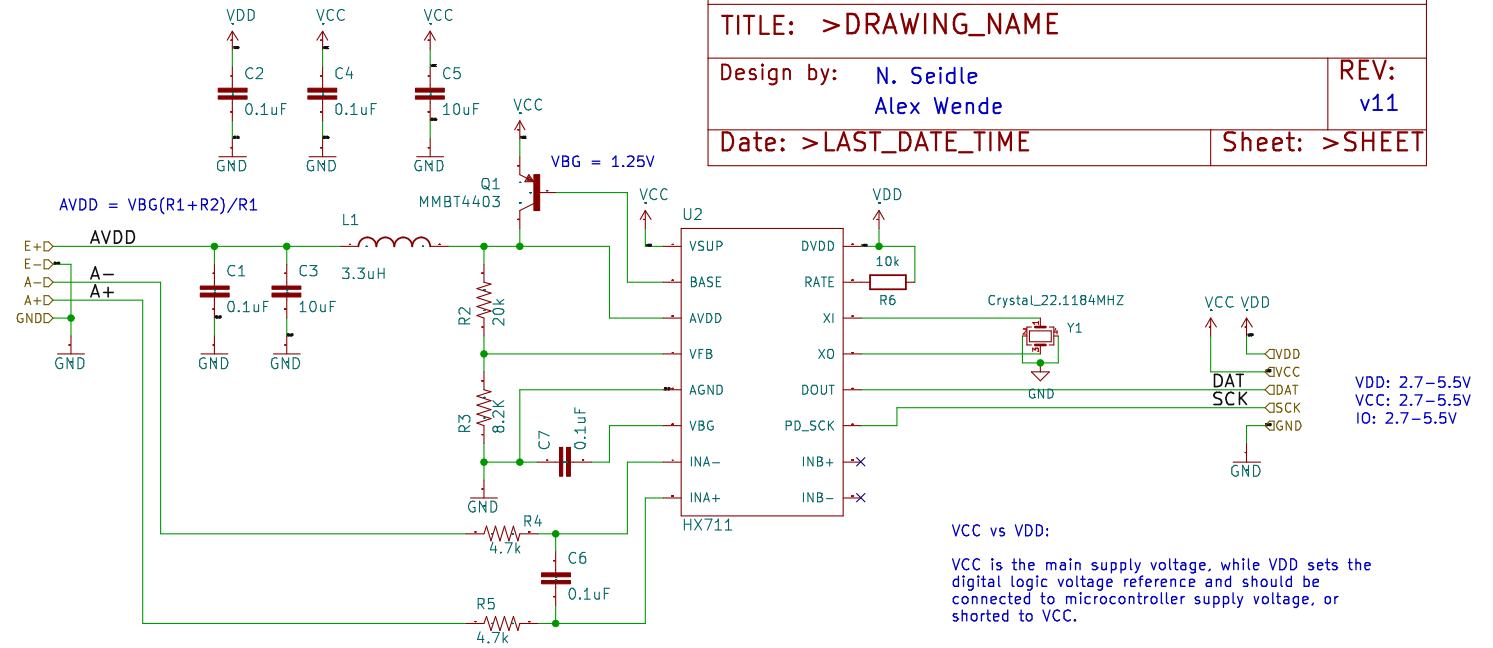 TITLE: >DRAWING_NAME
Design by: N. Seidle
Alex Wende
REV:
v11
Date: >LAST_DATE_TIME
Sheet: >SHEET
VDD
C2
0.1uF
GND
VCC
C4
0.1uF
GND
VCC
C5
10uF
GND
VCC
VBG = 1.25V
Q1
MMBT4403
AVDD = VBG(R1+R2)/R1
E+
E-
A-
A+
GND
AVDD
A-
A+
GND
C1
0.1uF
GND
C3
10uF
GND
L1
3.3uH
R2
20k
R3
8.2K
GND
C7
0.1uF
R4
4.7k
C6
0.1uF
R5
4.7k
VCC
U2
VSUP
BASE
AVDD
VFB
AGND
VBG
INA-
INA+
DVDD
RATE
XI
XO
DOUT
PD_SCK
INB+
INB-
HX711
VDD
10k
R6
Crystal_22.1184MHZ
1
3
Y1
GND
VCC VDD
VDD
VCC
DAT
SCK
GND
DAT
SCK
GND
VDD: 2.7-5.5V
VCC: 2.7-5.5V
IO: 2.7-5.5V
VCC vs VDD:
VCC is the main supply voltage, while VDD sets the
digital logic voltage reference and should be
connected to microcontroller supply voltage, or
shorted to VCC.